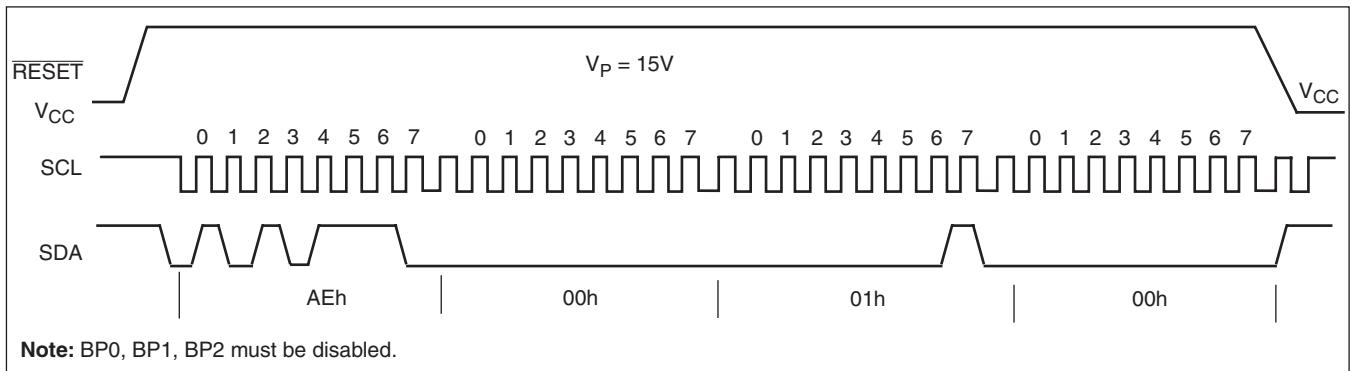 RESET
VP = 15V
VCC
VCC
0 1 2 3 4 5 6 7 0 1 2 3 4 5 6 7 0 1 2 3 4 5 6 7 0 1 2 3 4 5 6 7
SCL
SDA
AEh 00h 01h 00h
Note: BP0, BP1, BP2 must be disabled.